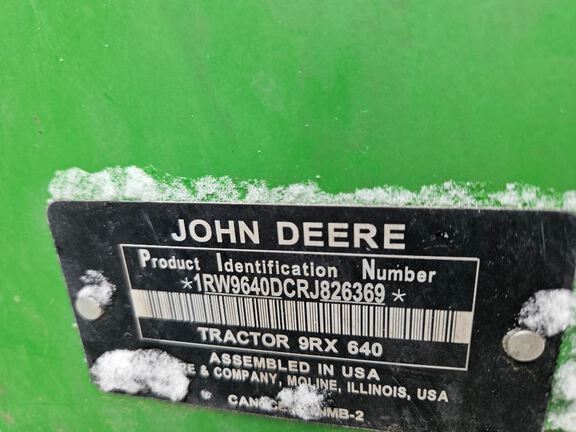 JOHN DEERE
Product Identification Number
*1RW9640DCRJ826369*
TRACTOR 9RX 640
ASSEMBLED IN USA
& COMPANY, MOLINE, ILLINOIS, USA